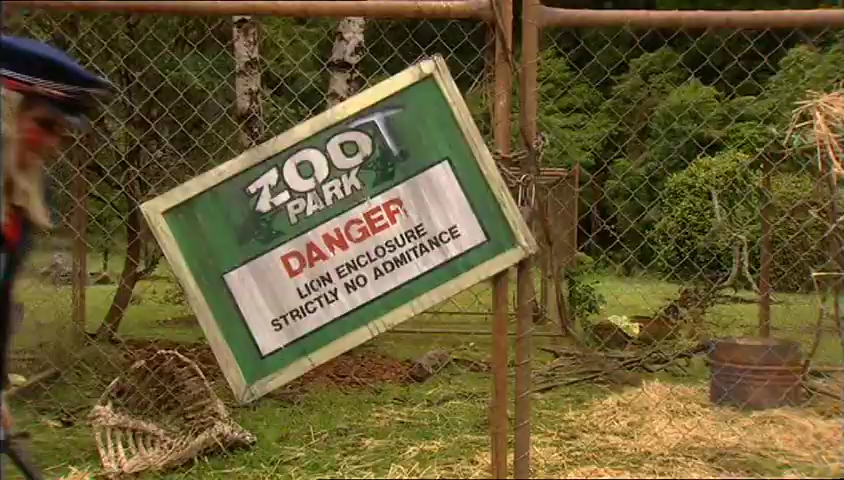 ZOO T
PARK
DANGER
LION ENCLOSURE
STRICTLY NO ADMITANCE